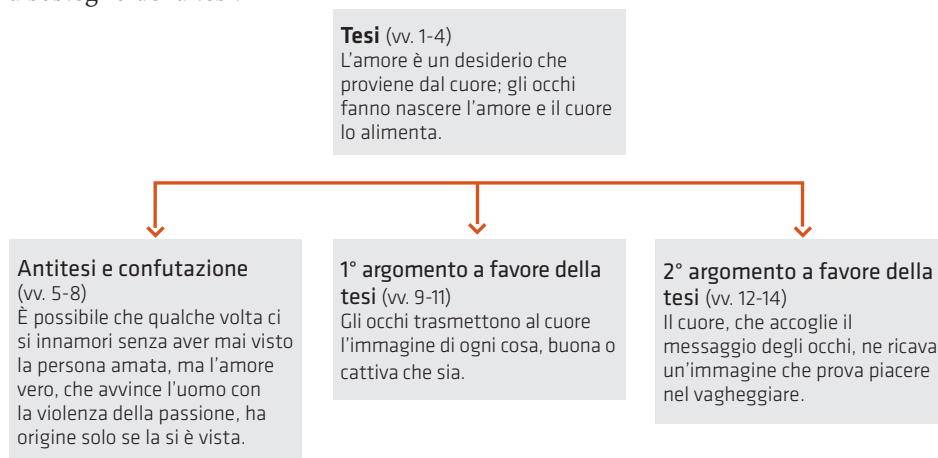 Tesi (vv. 1-4)
L’amore è un desiderio che
proviene dal cuore; gli occhi
fanno nascere l’amore e il cuore
lo alimenta.
Antitesi e confutazione
(vv. 5-8)
È possibile che qualche volta ci
si innamori senza aver mai visto
la persona amata, ma l’amore
vero, che avvince l’uomo con
la violenza della passione, ha
origine solo se la si è vista.
1° argomento a favore della
tesi (vv. 9-11)
Gli occhi trasmettono al cuore
l’immagine di ogni cosa, buona o
cattiva che sia.
2° argomento a favore della
tesi (vv. 12-14)
Il cuore, che accoglie il
messaggio degli occhi, ne ricava
un’immagine che prova piacere
nel vagheggiare.